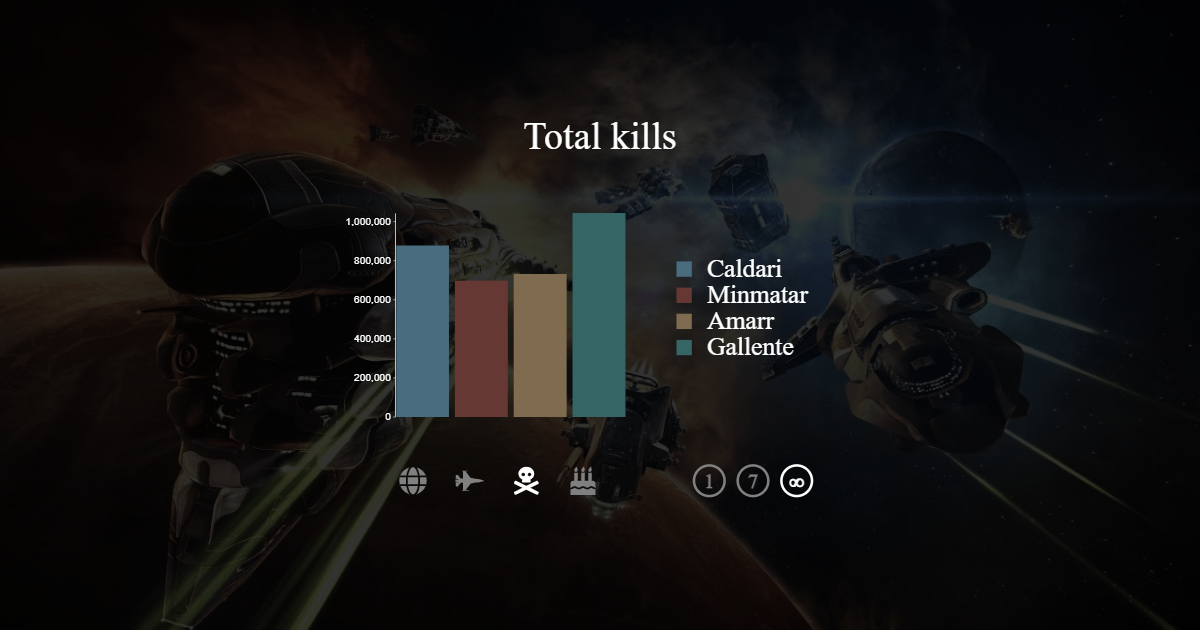 Total kills
1,000,000
800,000
600,000
400,000
200,000
0
Caldari
Minmatar
Amarr
Gallente
1 7 ∞